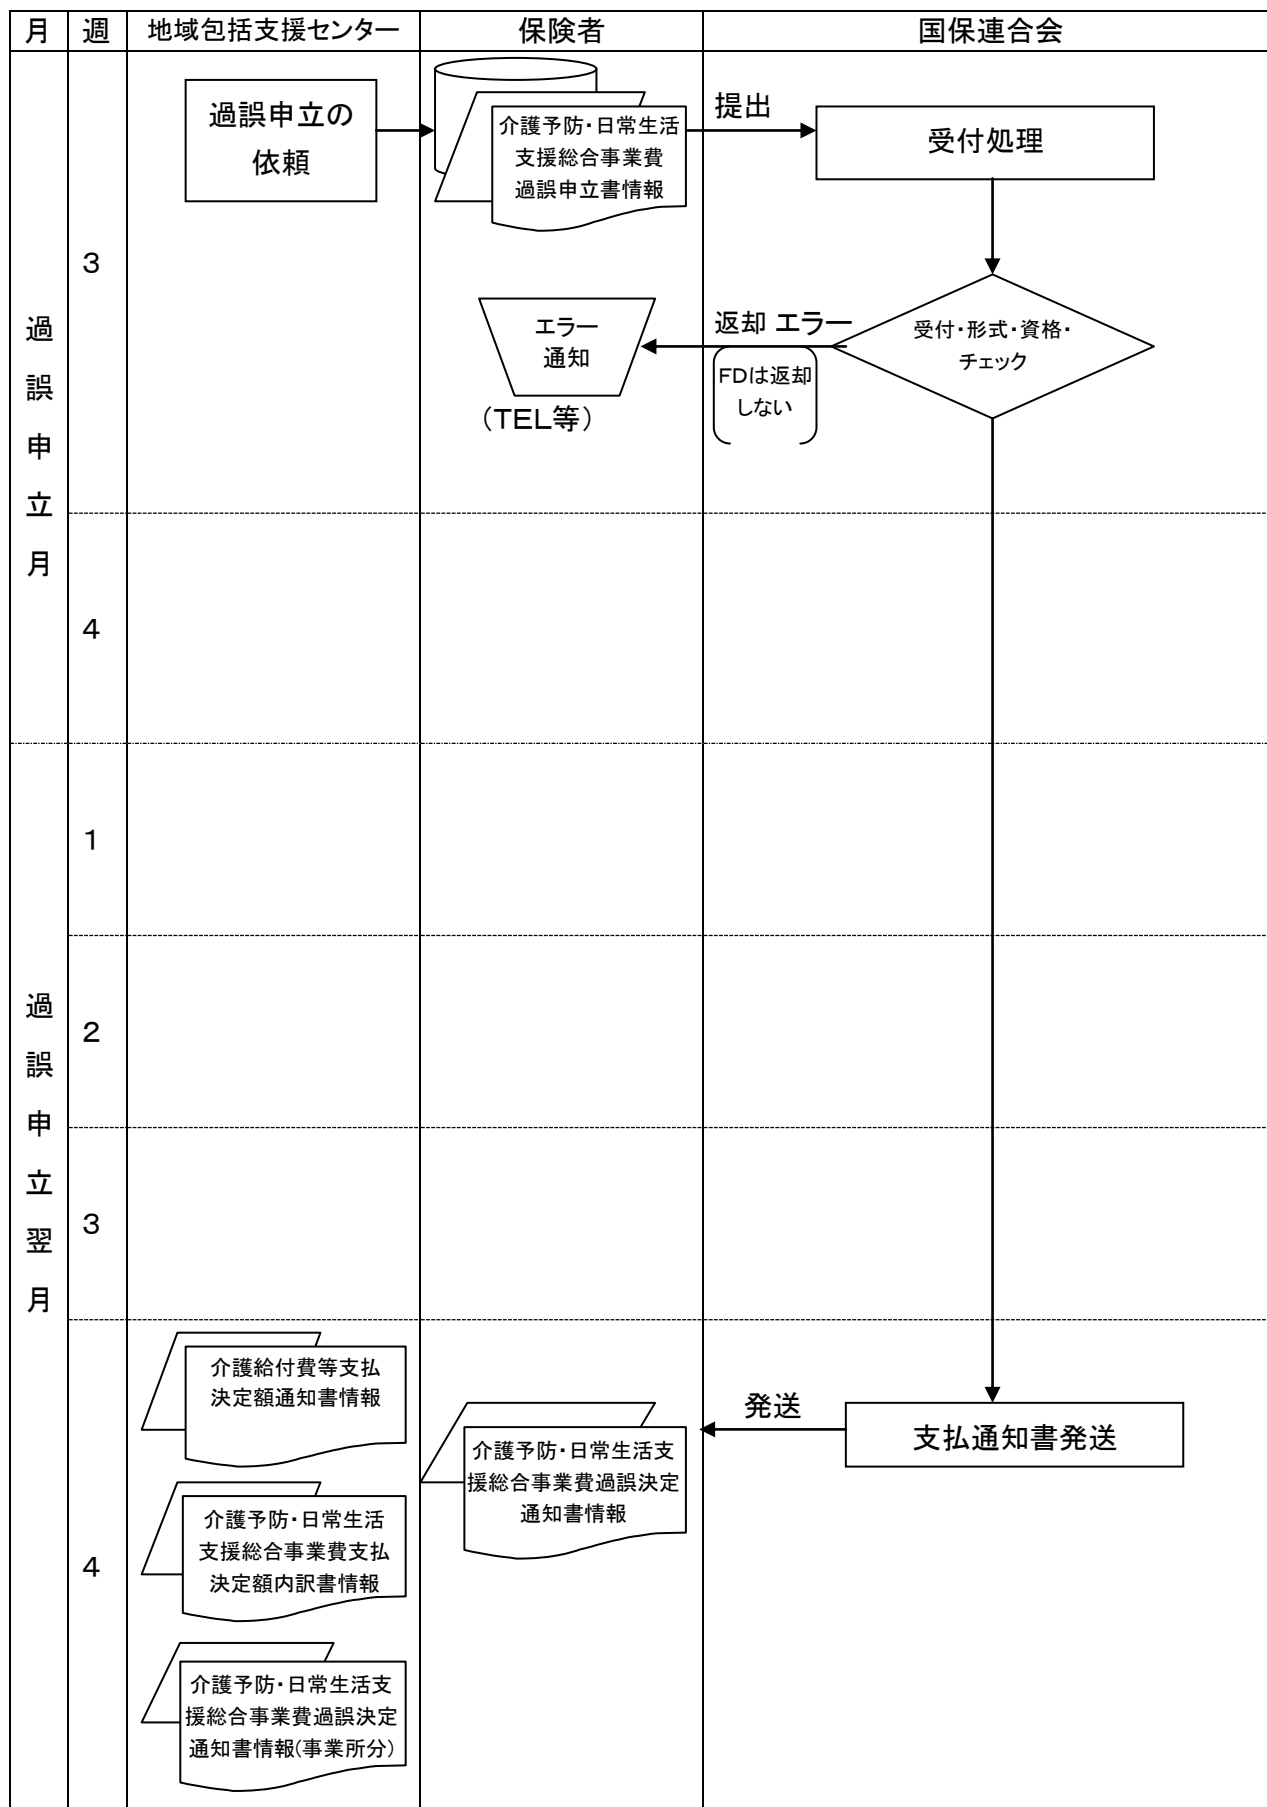 月 週 地域包括支援センター 保険者 国保連合会
過誤申立月
3
過誤申立の
依頼
介護予防・日常生活
支援総合事業費
過誤申立書情報
提出
受付処理
エラー
通知
(TEL等)
返却 エラー
FDは返却
しない
受付・形式・資格・
チェック
4
過誤申立翌月
1
2
3
4
介護給付費等支払
決定額通知書情報
介護予防・日常生活
支援総合事業費支払
決定額内訳書情報
介護予防・日常生活支
援総合事業費過誤決定
通知書情報(事業所分)
介護予防・日常生活支
援総合事業費過誤決定
通知書情報
発送
支払通知書発送